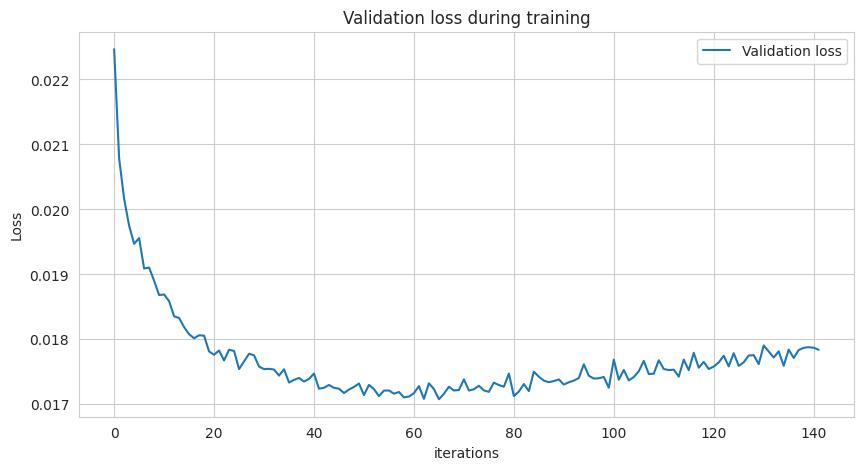 Validation loss during training
Validation loss
0.022
0.021
0.020
0.019
0.018
0.017
Loss
0 20 40 60 80 100 120 140
iterations